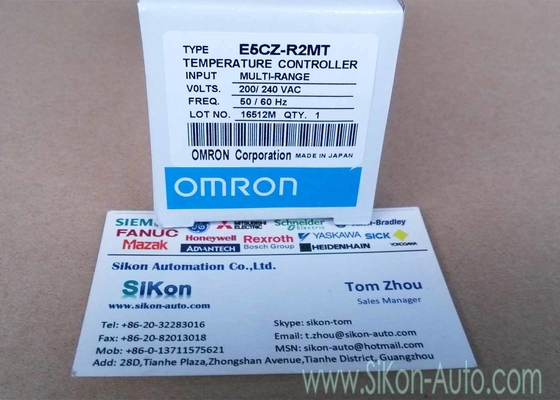 TYPE E5CZ-R2MT
TEMPERATURE CONTROLLER
INPUT MULTI-RANGE
VOLTS. 200/ 240 VAC
FREQ. 50 / 60 Hz
LOT NO. 16512M QTY. 1
OMRON Corporation MADE IN JAPAN
OMRON
MITSUBISHI Schneider Allen-Bradley
FANUC Honeywell Rexroth YASKAWA SICK
Mazak ADVANTECH Bosch Group HEIDENHAIN YOKOGAWA
Sikon Automation Co.,Ltd.
SiKon
www.sikon-auto.com
Tom Zhou
Sales Manager
Tel: +86-20-32283016 Skype: sikon-tom
Fax: +86-20-82013018 Email: t.zhou@sikon-auto.com
Mob: +86-0-13711575621 MSN: sikon-auto@hotmail.com
Add: 28D,Tianhe Plaza,Zhongshan Avenue,Tianhe District, Guangzhou
www.Sikon-Auto.com